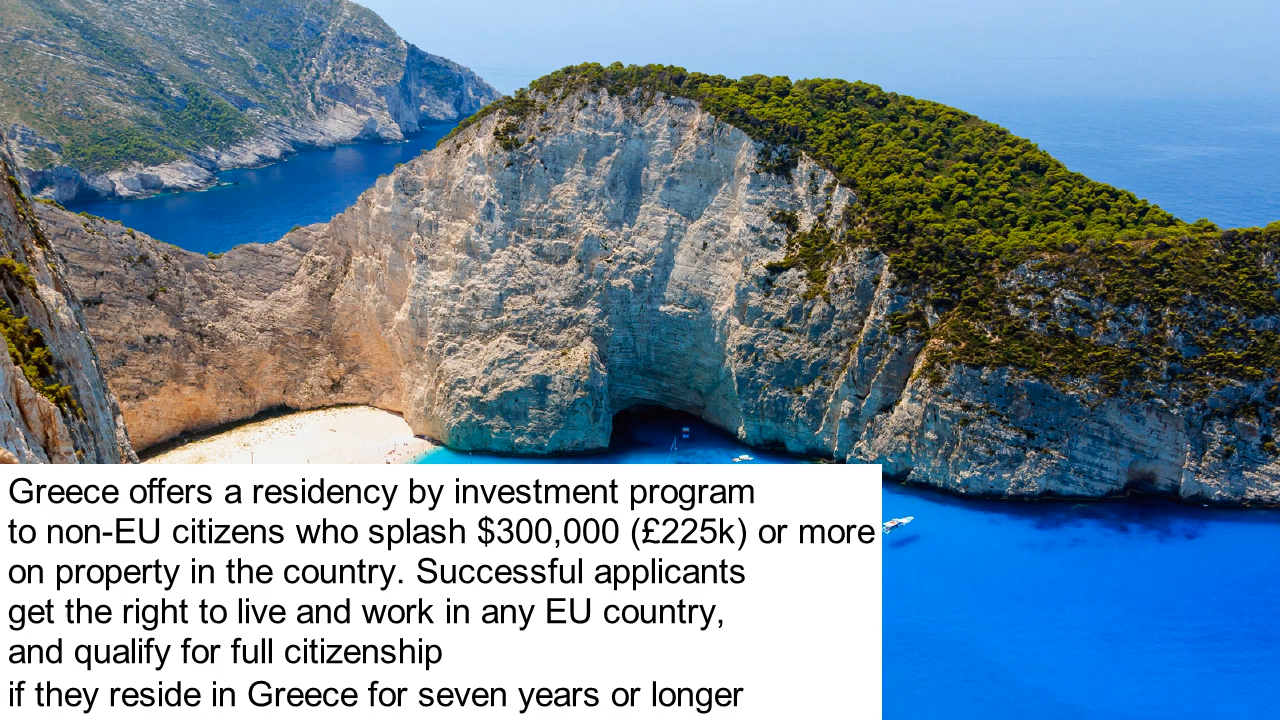 Greece offers a residency by investment program
to non-EU citizens who splash $300,000 (£225k) or more
on property in the country. Successful applicants
get the right to live and work in any EU country,
and qualify for full citizenship
if they reside in Greece for seven years or longer